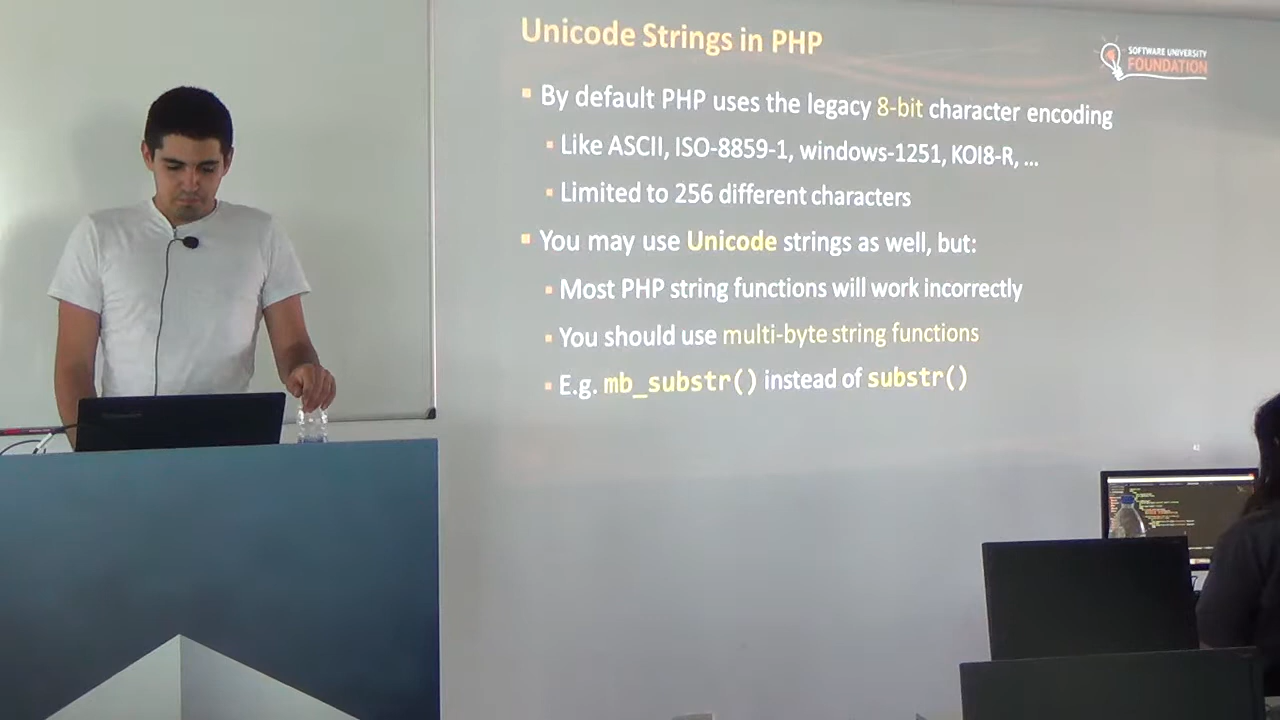 Unicode Strings in PHP
SOFTWARE UNIVERSITY
FOUNDATION
▪ By default PHP uses the legacy 8-bit character encoding
▪ Like ASCII, ISO-8859-1, windows-1251, KOI8-R, ...
▪ Limited to 256 different characters
▪ You may use Unicode strings as well, but:
▪ Most PHP string functions will work incorrectly
▪ You should use multi-byte string functions
▪ E.g. mb_substr() instead of substr()